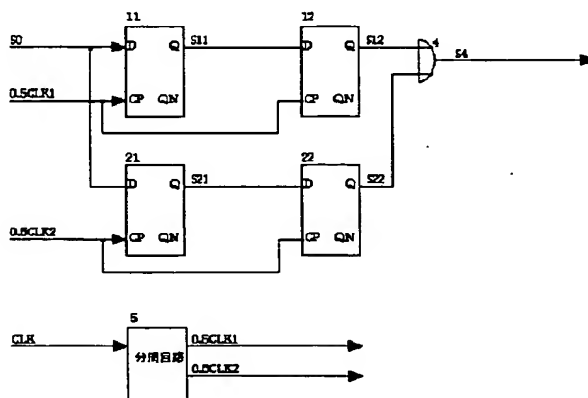 11
12
S0
D
Q
S11
D
Q
S12
4
S4
0.5CLK1
CP
QN
CP
QN
21
22
D
Q
S21
D
Q
S22
0.5CLK2
CP
QN
CP
QN
5
CLK
分周回路
0.5CLK1
0.5CLK2